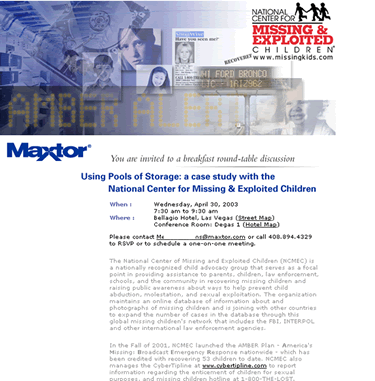 NATIONAL
CENTER FOR
MISSING &
EXPLOITED
CHILDREN
www.missingkids.com
Have you seen me?
RECOVERED
FORD BRONCO
LIC
AMBER ALERT
Maxtor
You are invited to a breakfast round-table discussion
Using Pools of Storage: a case study with the
National Center for Missing & Exploited Children
When : Wednesday, April 30, 2003
7:30 am to 9:30 am
Where : Bellagio Hotel, Las Vegas (Street Map)
Conference Room: Degas 1 (Hotel Map)
Please contact ns@maxtor.com or call 408.894.4329
to RSVP or to schedule a one-on-one meeting.
The National Center of Missing and Exploited Children (NCMEC) is
a nationally recognised child advocacy group that serves as a focal
point in providing assistance to parents, children, law enforcement,
schools, and the community in recovering missing children and
raising public awareness about ways to help prevent child
abduction, molestation, and sexual exploitation. The organization
maintains an online database of information about and
photographs of missing children and is joining with other countries
to expand the number of cases in the database through this
global missing children's network that includes the FBI, INTERPOL
and other international law enforcement agencies.
In the Fall of 2001, NCMEC launched the AMBER Plan - America's
Missing: Broadcast Emergency Response nationwide - which has
been credited with recovering 53 children to date. NCMEC also
manages the CyberTipline at www.cybertipline.com to report
information regarding the enticement of children for sexual
purposes, and missing children hotline at 1-800-THE-LOST.